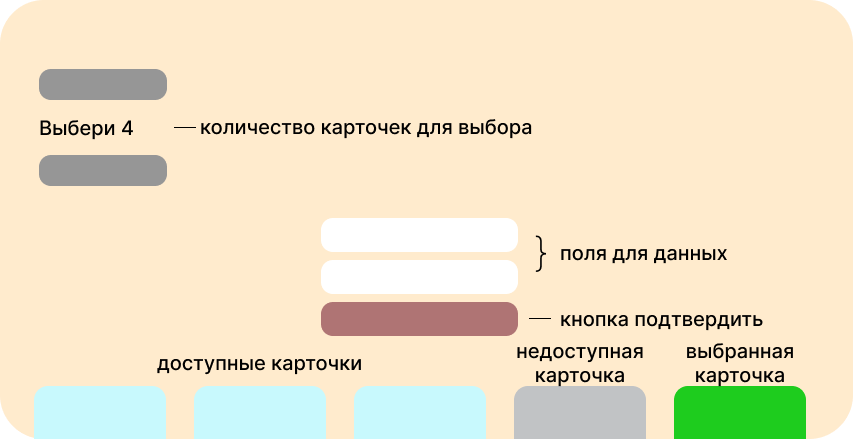 Выбери 4
количество карточек для выбора
поля для данных
кнопка подтвердить
доступные карточки
недоступная
карточка
выбранная
карточка